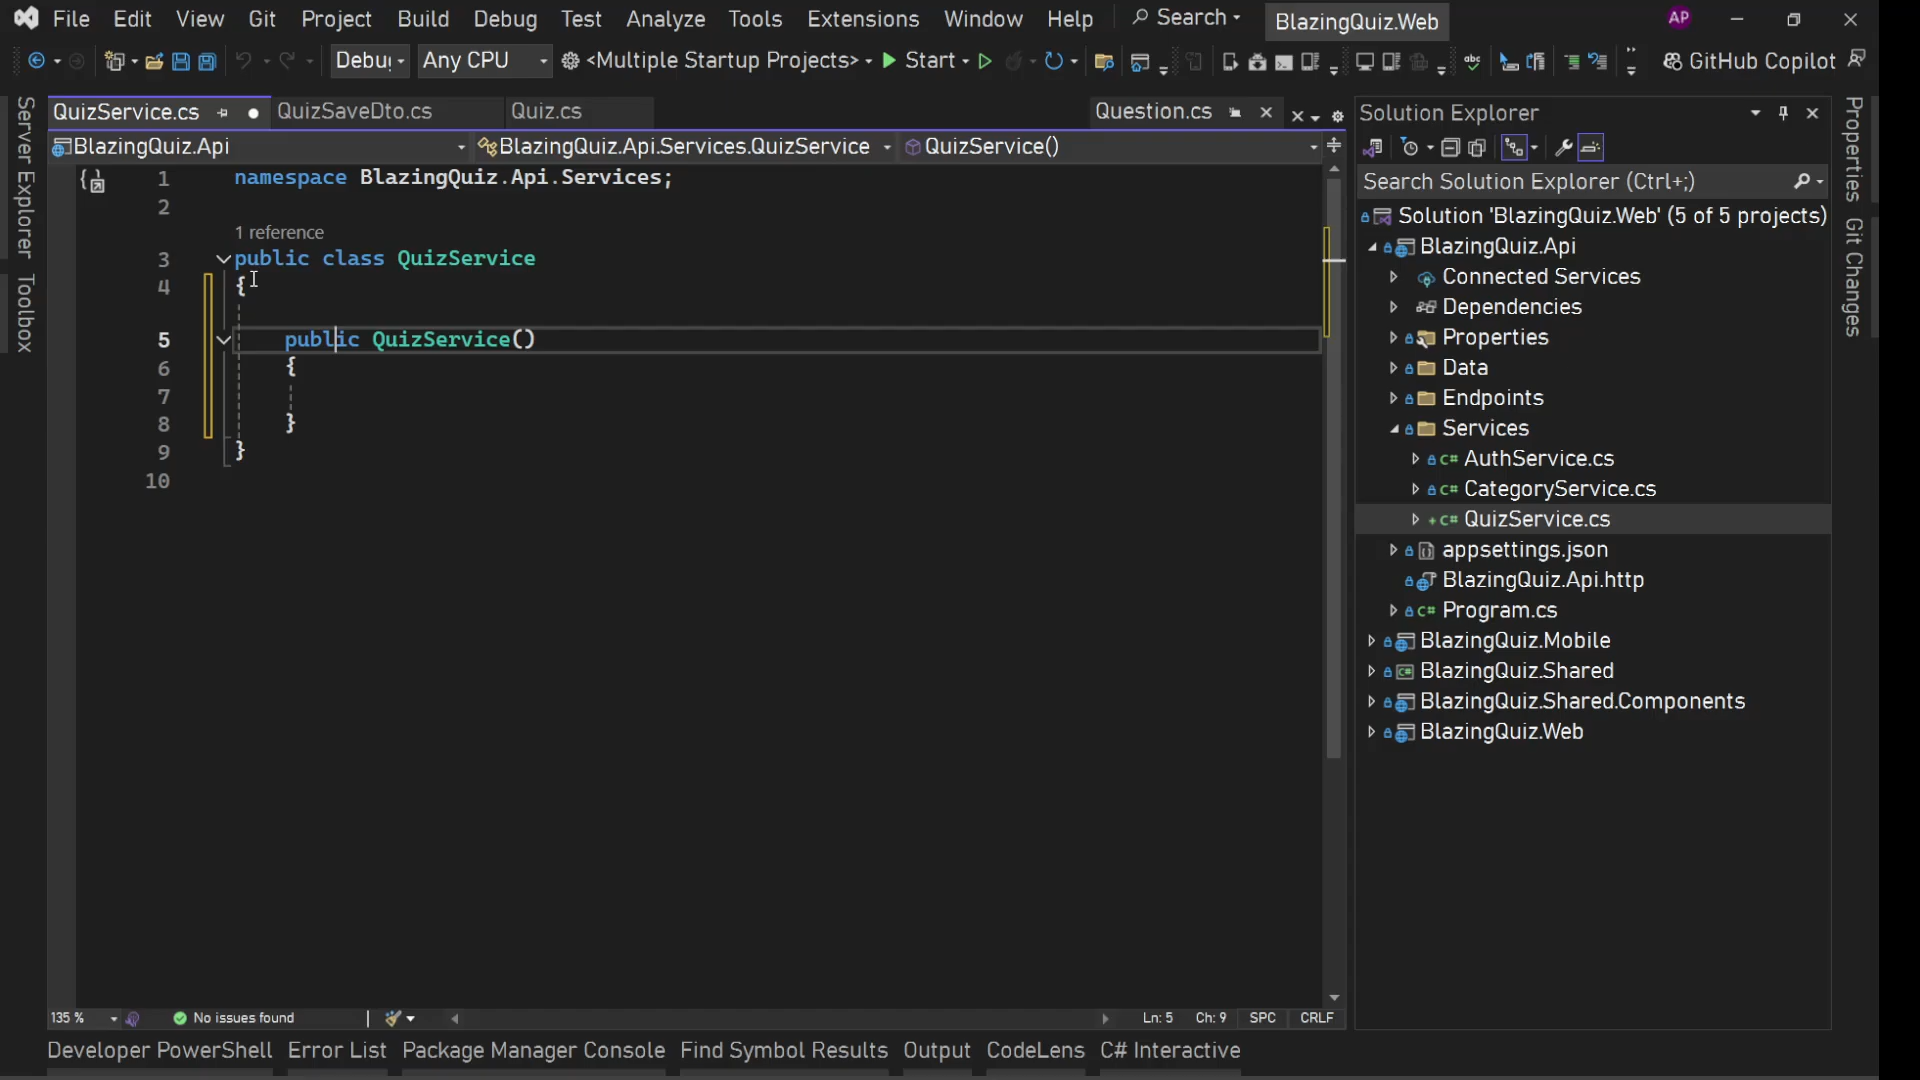 File Edit View Git Project Build Debug Test Analyze Tools Extensions Window Help Search BlazingQuiz.Web AP
Debu Any CPU <Multiple Startup Projects> Start GitHub Copilot
Server Explorer
Toolbox
QuizService.cs QuizSaveDto.cs Quiz.cs Question.cs
BlazingQuiz.Api BlazingQuiz.Api.Services.QuizService QuizService()
1 namespace BlazingQuiz.Api.Services;
2
1 reference
3 public class QuizService
4 {
5 public QuizService()
6 {
7
8 }
9 }
10
135 % No issues found Ln: 5 Ch: 9 SPC CRLF
Solution Explorer
Search Solution Explorer (Ctrl+;)
Solution 'BlazingQuiz.Web' (5 of 5 projects)
BlazingQuiz.Api
Connected Services
Dependencies
Properties
Data
Endpoints
Services
C# AuthService.cs
C# CategoryService.cs
+ C# QuizService.cs
appsettings.json
BlazingQuiz.Api.http
C# Program.cs
BlazingQuiz.Mobile
BlazingQuiz.Shared
BlazingQuiz.Shared.Components
BlazingQuiz.Web
Properties
Git Changes
Developer PowerShell Error List Package Manager Console Find Symbol Results Output CodeLens C# Interactive